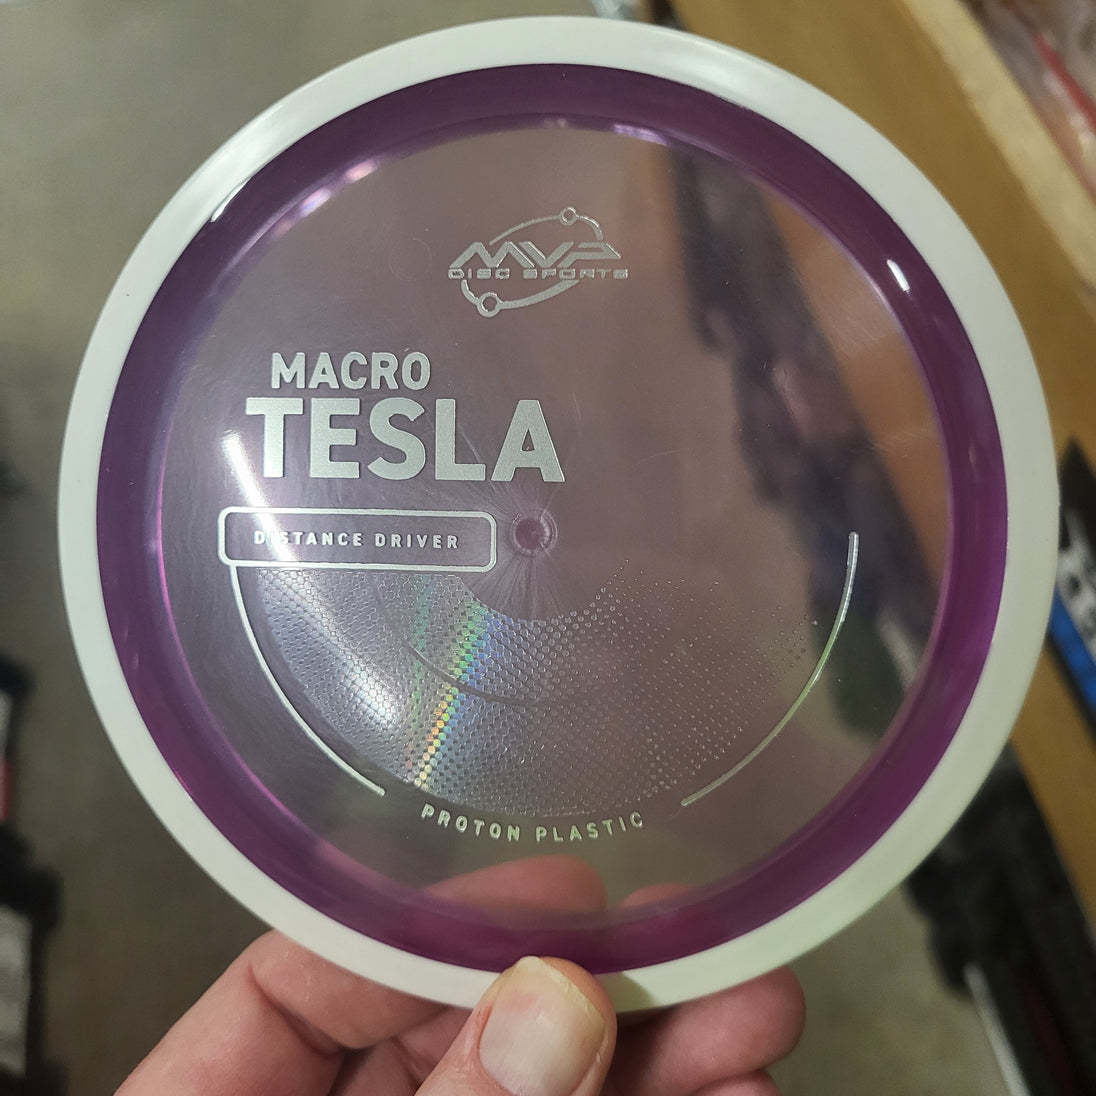 MVP
DISC SPORTS
MACRO
TESLA
DISTANCE DRIVER
PROTON PLASTIC